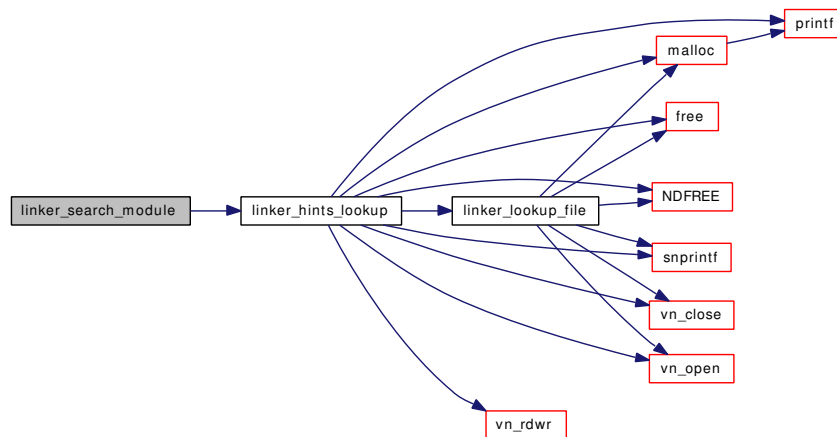 printf
malloc
free
NDFREE
linker_search_module
linker_hints_lookup
linker_lookup_file
snprintf
vn_close
vn_open
vn_rdwr